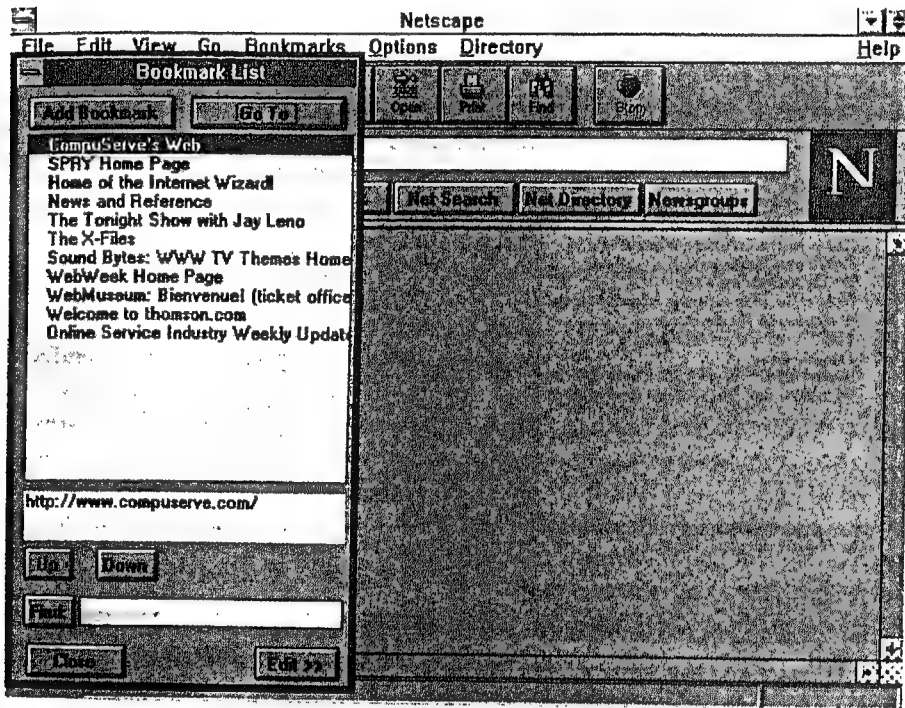 Netscape
File Edit View Go Bookmarks Options Directory Help
Bookmark List
Add Bookmark Go To
Open Print Find Stop
CompuServe's Web
SPRY Home Page
Home of the Internet Wizard!
News and Reference
The Tonight Show with Jay Leno
The X-Files
Sound Bytes: WWW TV Themes Home
WebWeek Home Page
WebMuseum: Bienvenue! (ticket office
Welcome to thomson.com
Online Service Industry Weekly Update
N
Net Search Net Directory Newsgroups
http://www.compuserve.com/
Up Down
Find
Close Edit >>